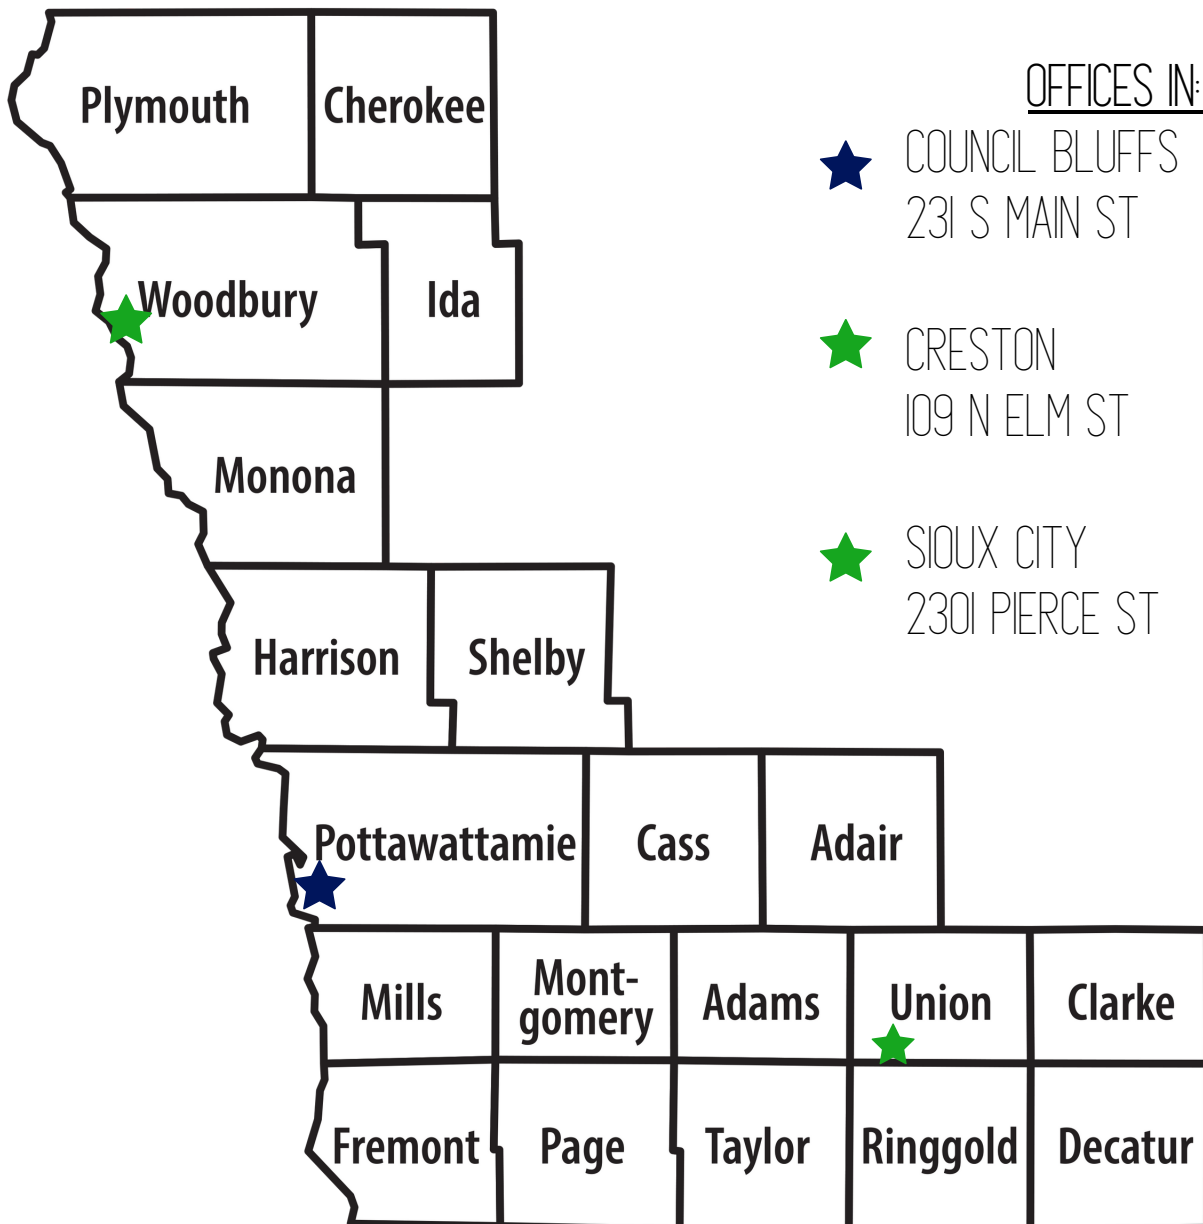 Plymouth
Cherokee
OFFICES IN:
COUNCIL BLUFFS
231 S MAIN ST
Woodbury
Ida
CRESTON
109 N ELM ST
Monona
SIOUX CITY
2301 PIERCE ST
Harrison
Shelby
Pottawattamie
Cass
Adair
Mills
Mont-
gomery
Adams
Union
Clarke
Fremont
Page
Taylor
Ringgold
Decatur